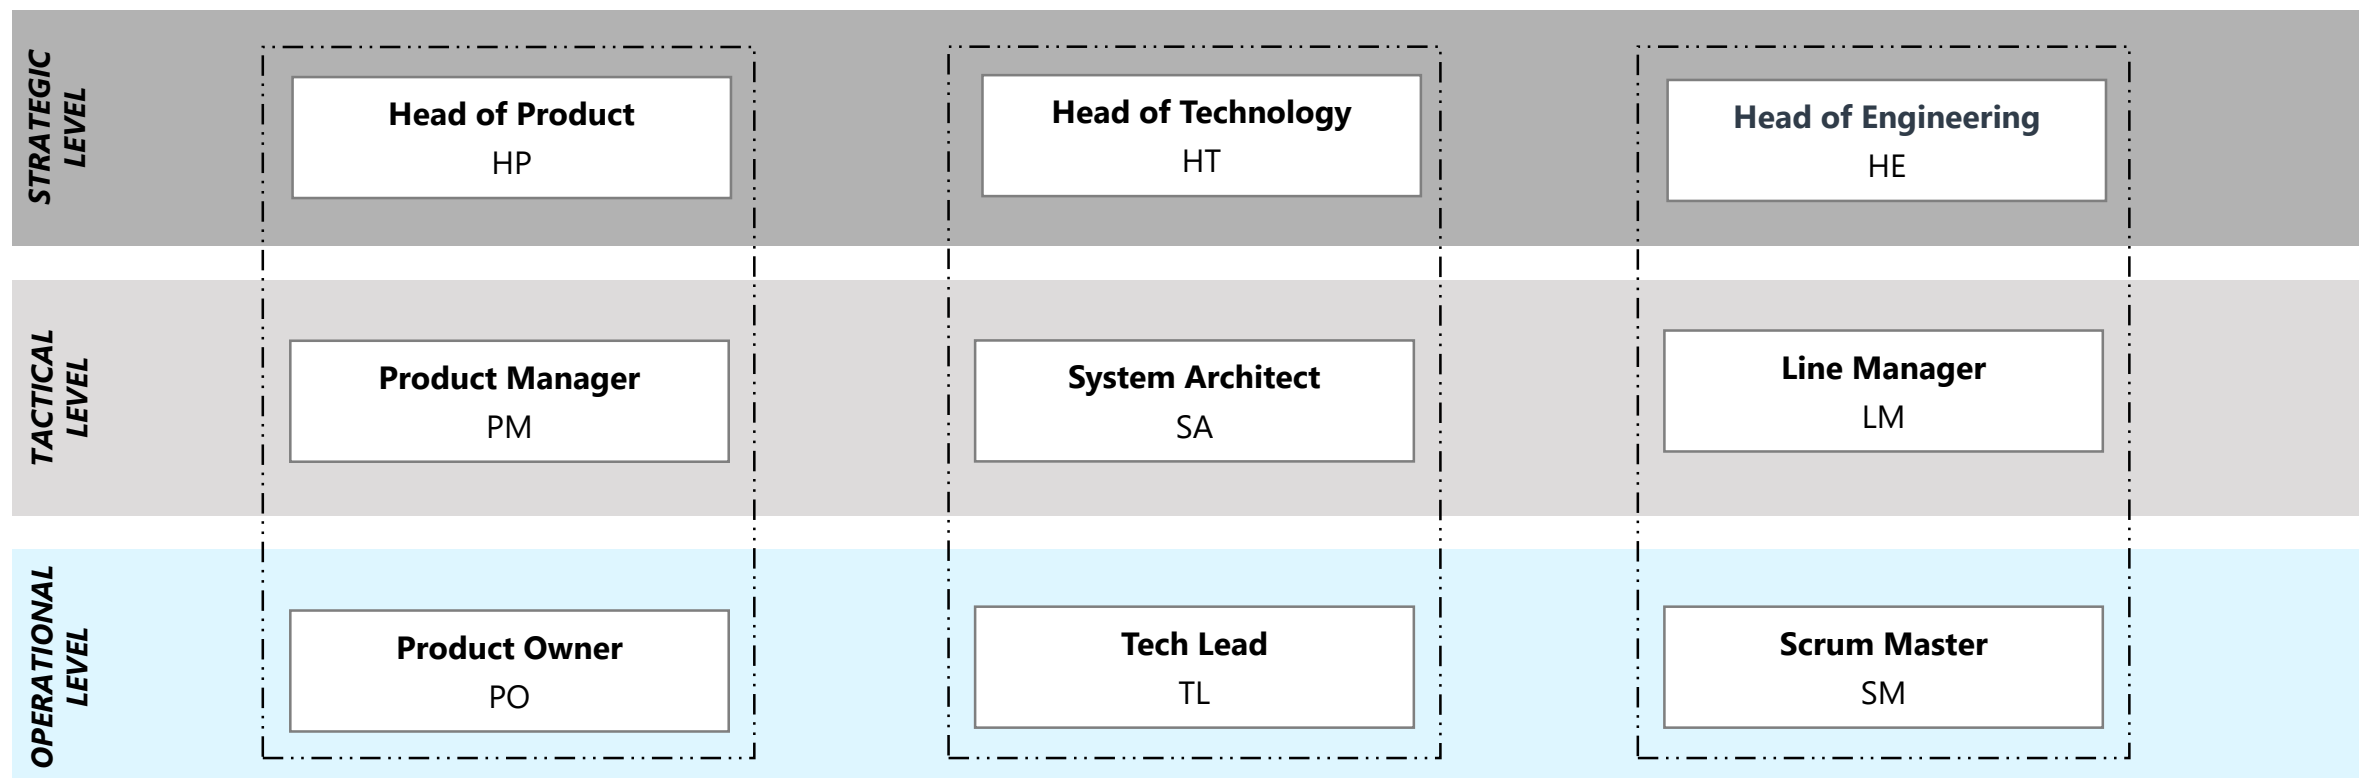 STRATEGIC
LEVEL
Head of Product
HP
Head of Technology
HT
Head of Engineering
HE
TACTICAL
LEVEL
Product Manager
PM
System Architect
SA
Line Manager
LM
OPERATIONAL
LEVEL
Product Owner
PO
Tech Lead
TL
Scrum Master
SM